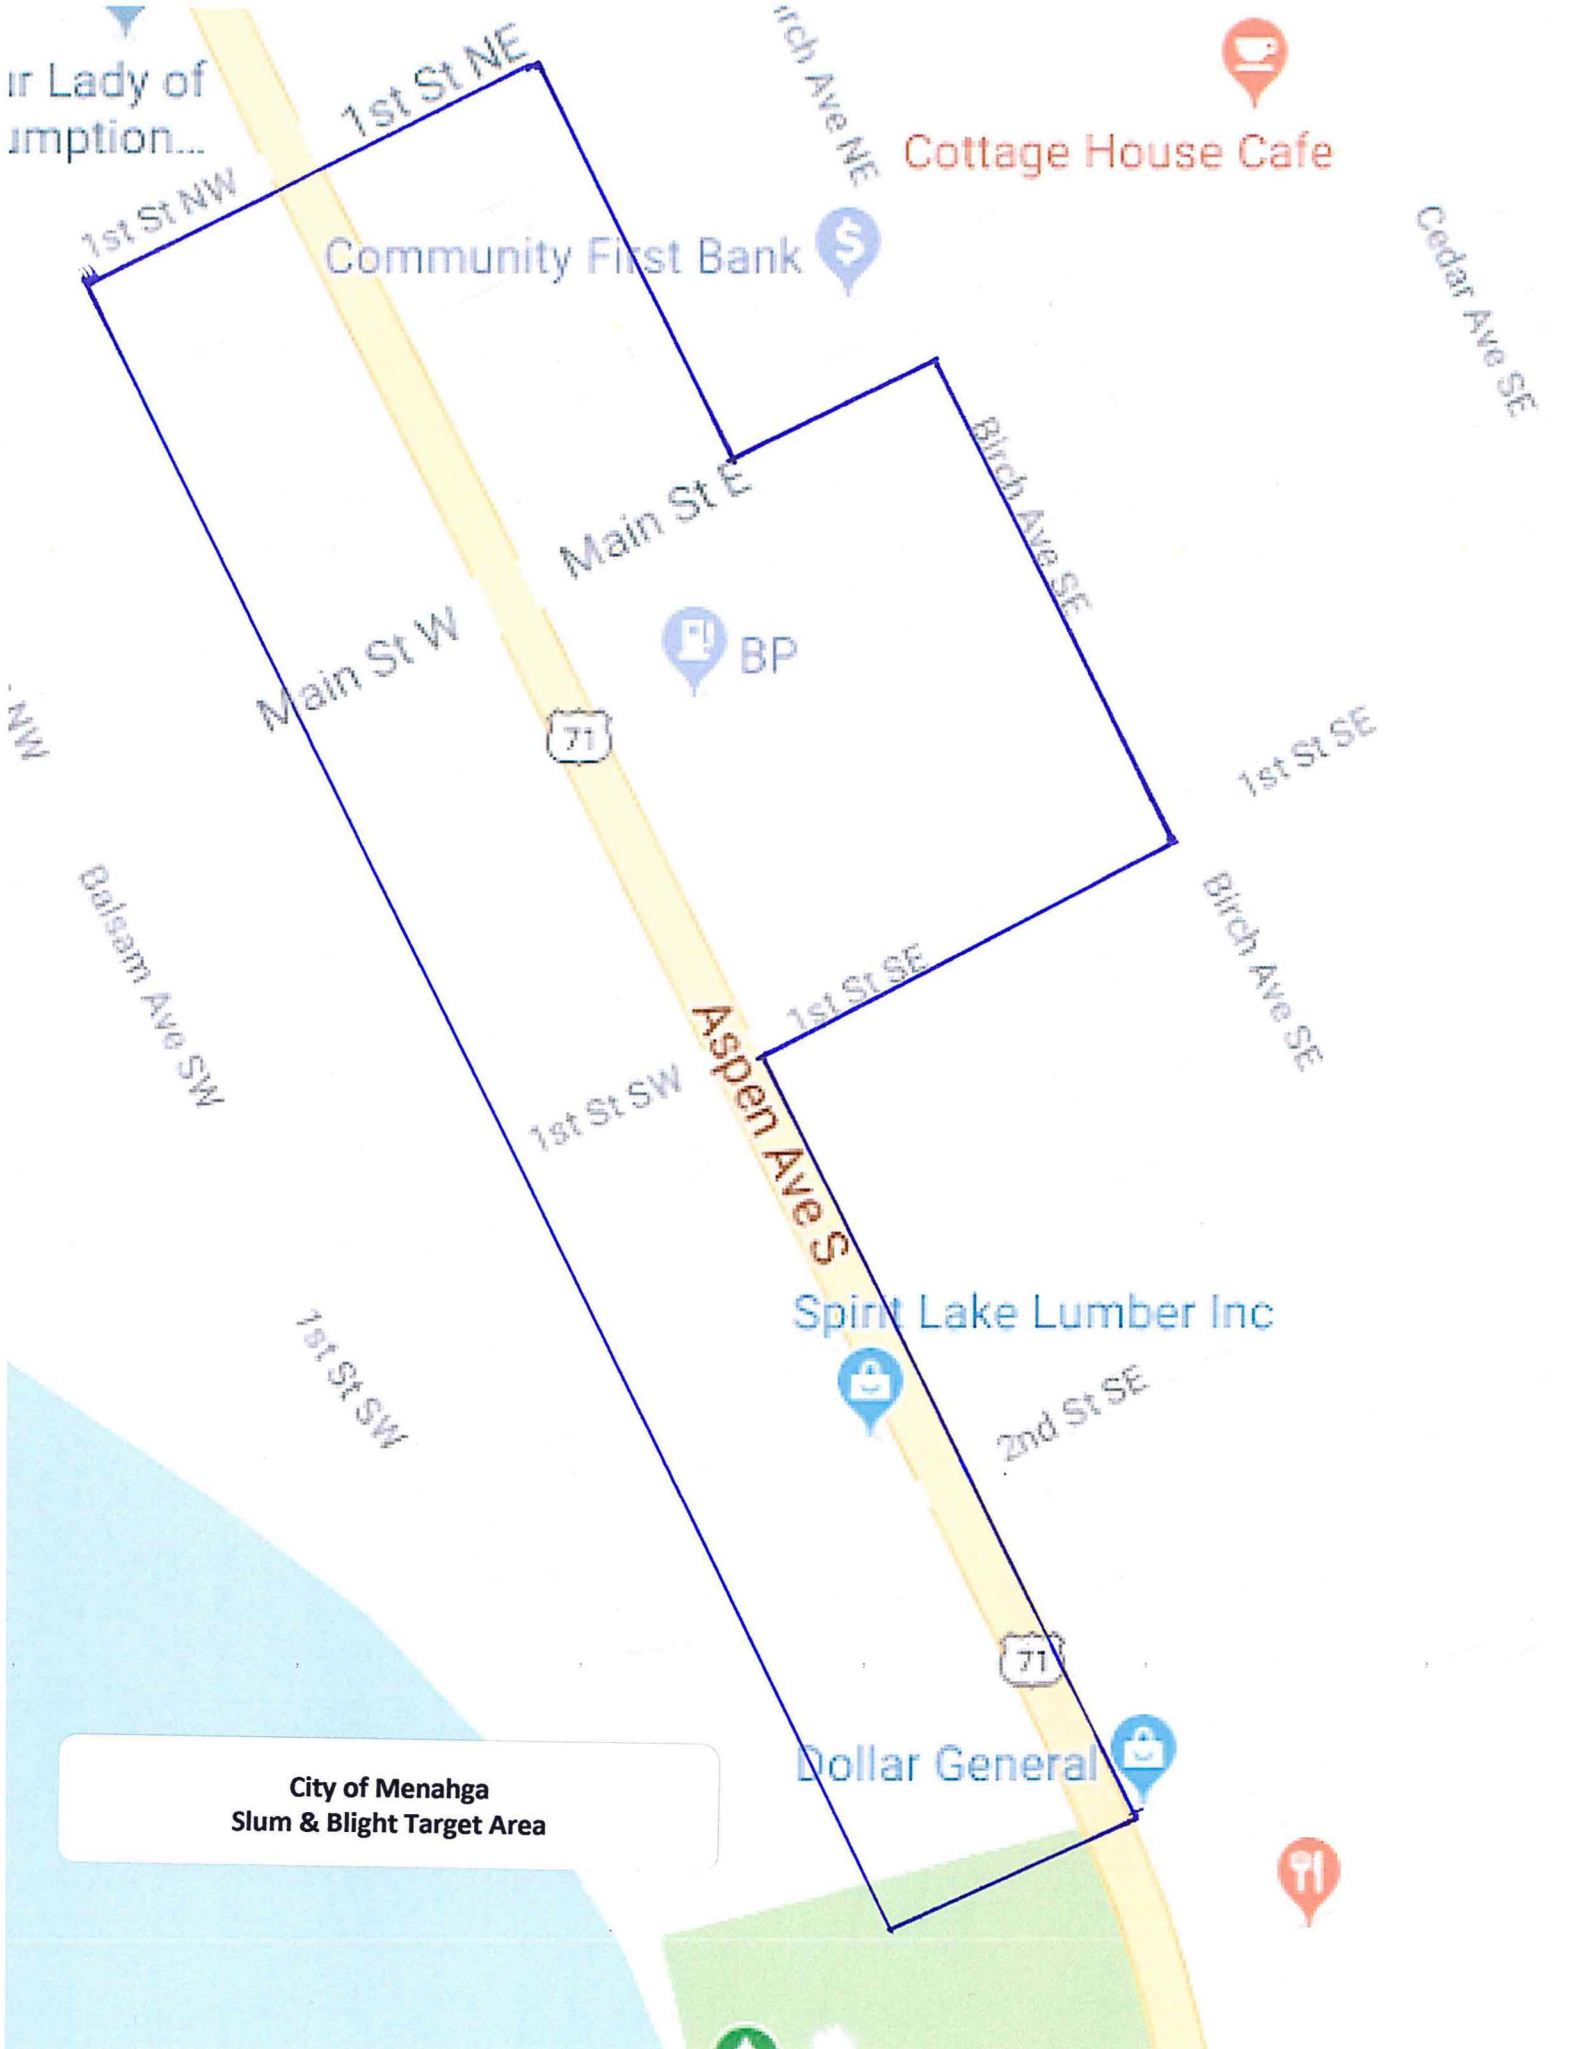 ır Lady of
umption...
1st St NE
1st St NW
rch Ave NE
Cottage House Cafe
Community First Bank
Cedar Ave SE
Birch Ave SE
Main St E
Main St W
BP
71
NW
1st St SE
Balsam Ave SW
Birch Ave SE
1st St SE
Aspen Ave S
1st St SW
Spirit Lake Lumber Inc
1st St SW
2nd St SE
71
Dollar General
City of Menahga
Slum & Blight Target Area